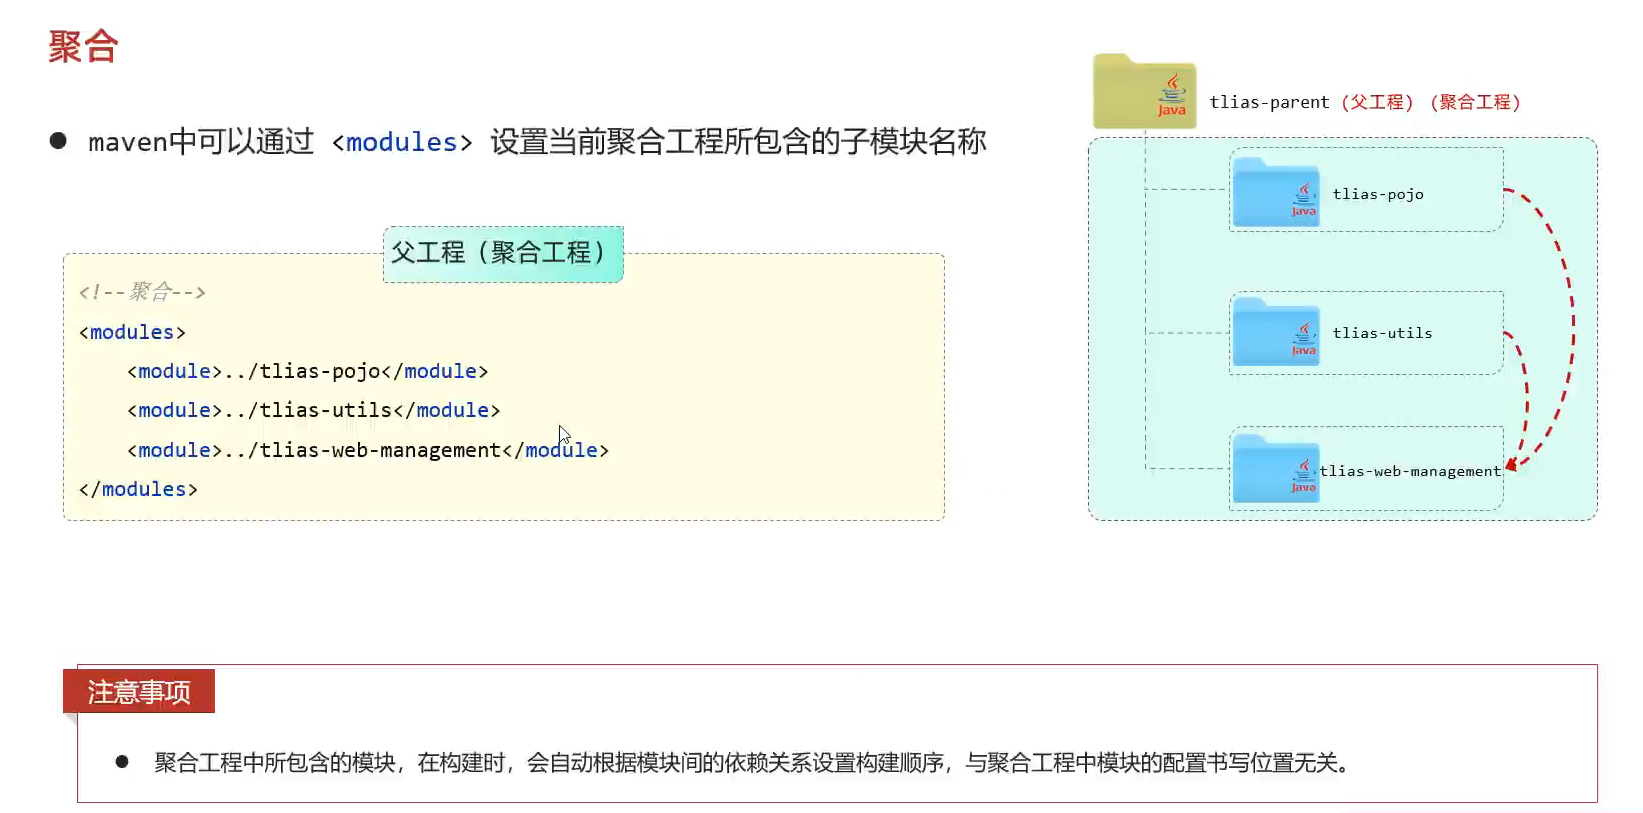 聚合
maven中可以通过 <modules> 设置当前聚合工程所包含的子模块名称
父工程（聚合工程）
<!--聚合-->
<modules>
<module>../tlias-pojo</module>
<module>../tlias-utils</module>
<module>../tlias-web-management</module>
</modules>
Java
tlias-parent（父工程）（聚合工程）
Java
tlias-pojo
Java
tlias-utils
Java
tlias-web-management
注意事项
聚合工程中所包含的模块，在构建时，会自动根据模块间的依赖关系设置构建顺序，与聚合工程中模块的配置书写位置无关。